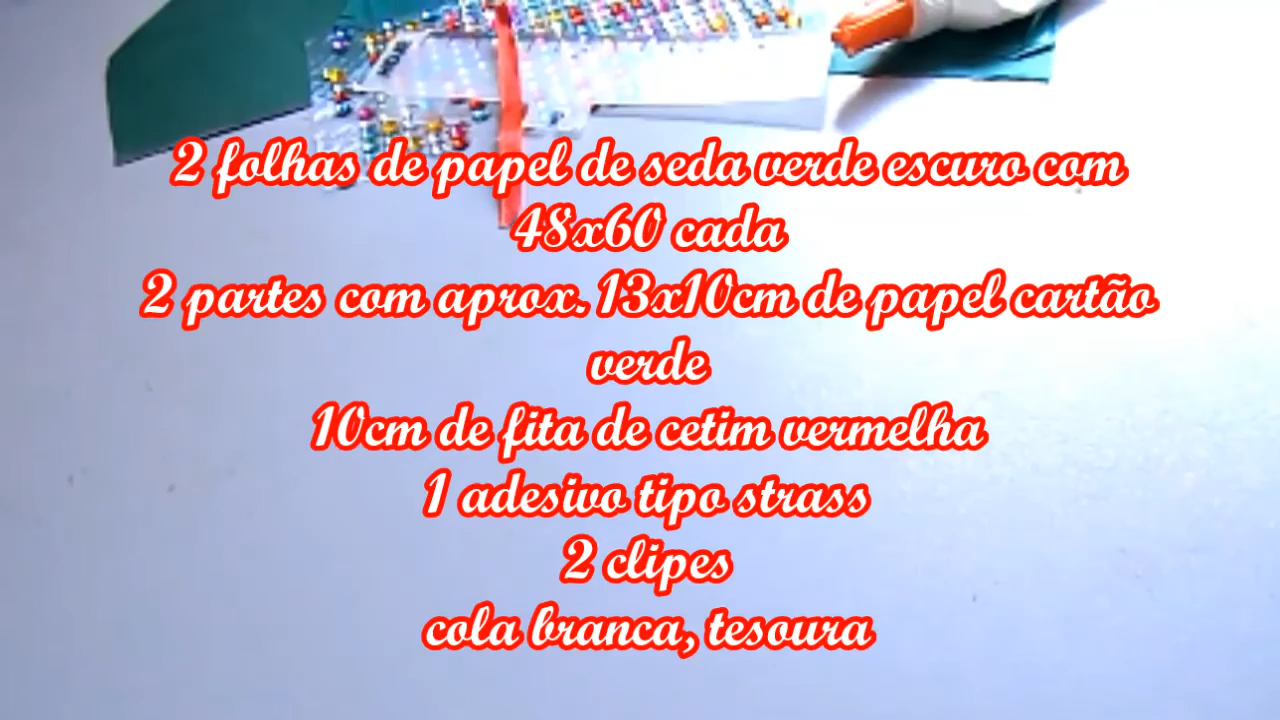 2 folhas de papel de seda verde escuro com
48x60 cada
2 partes com aprox. 13x10cm de papel cartão
verde
10cm de fita de cetim vermelha
1 adesivo tipo strass
2 clipes
cola branca, tesoura